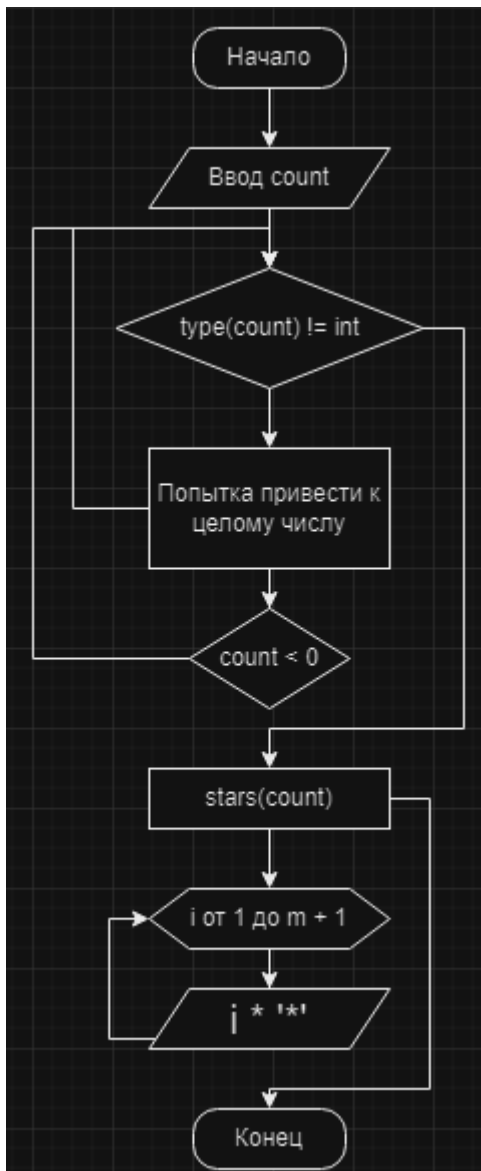 Начало
Ввод count
type(count) != int
Попытка привести к
целому числу
count < 0
stars(count)
i от 1 до m + 1
i * '*'
Конец